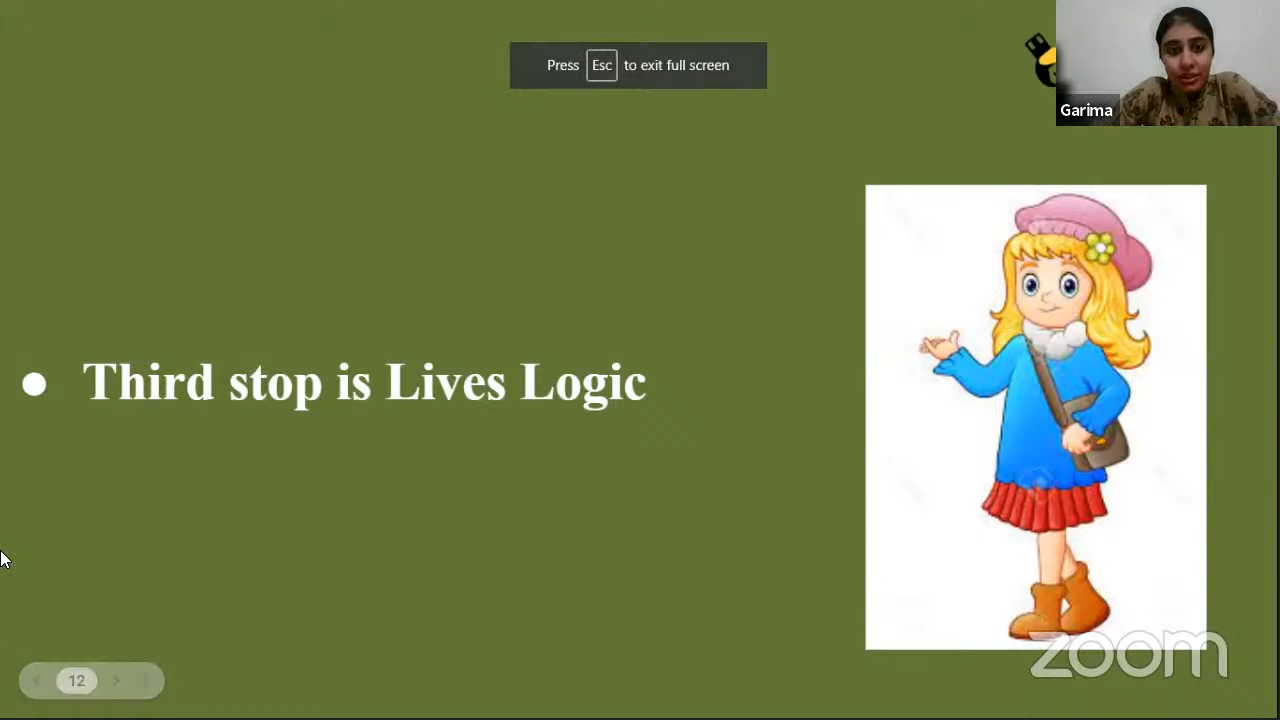 Press Esc to exit full screen
Garima
● Third stop is Lives Logic
12
zoom